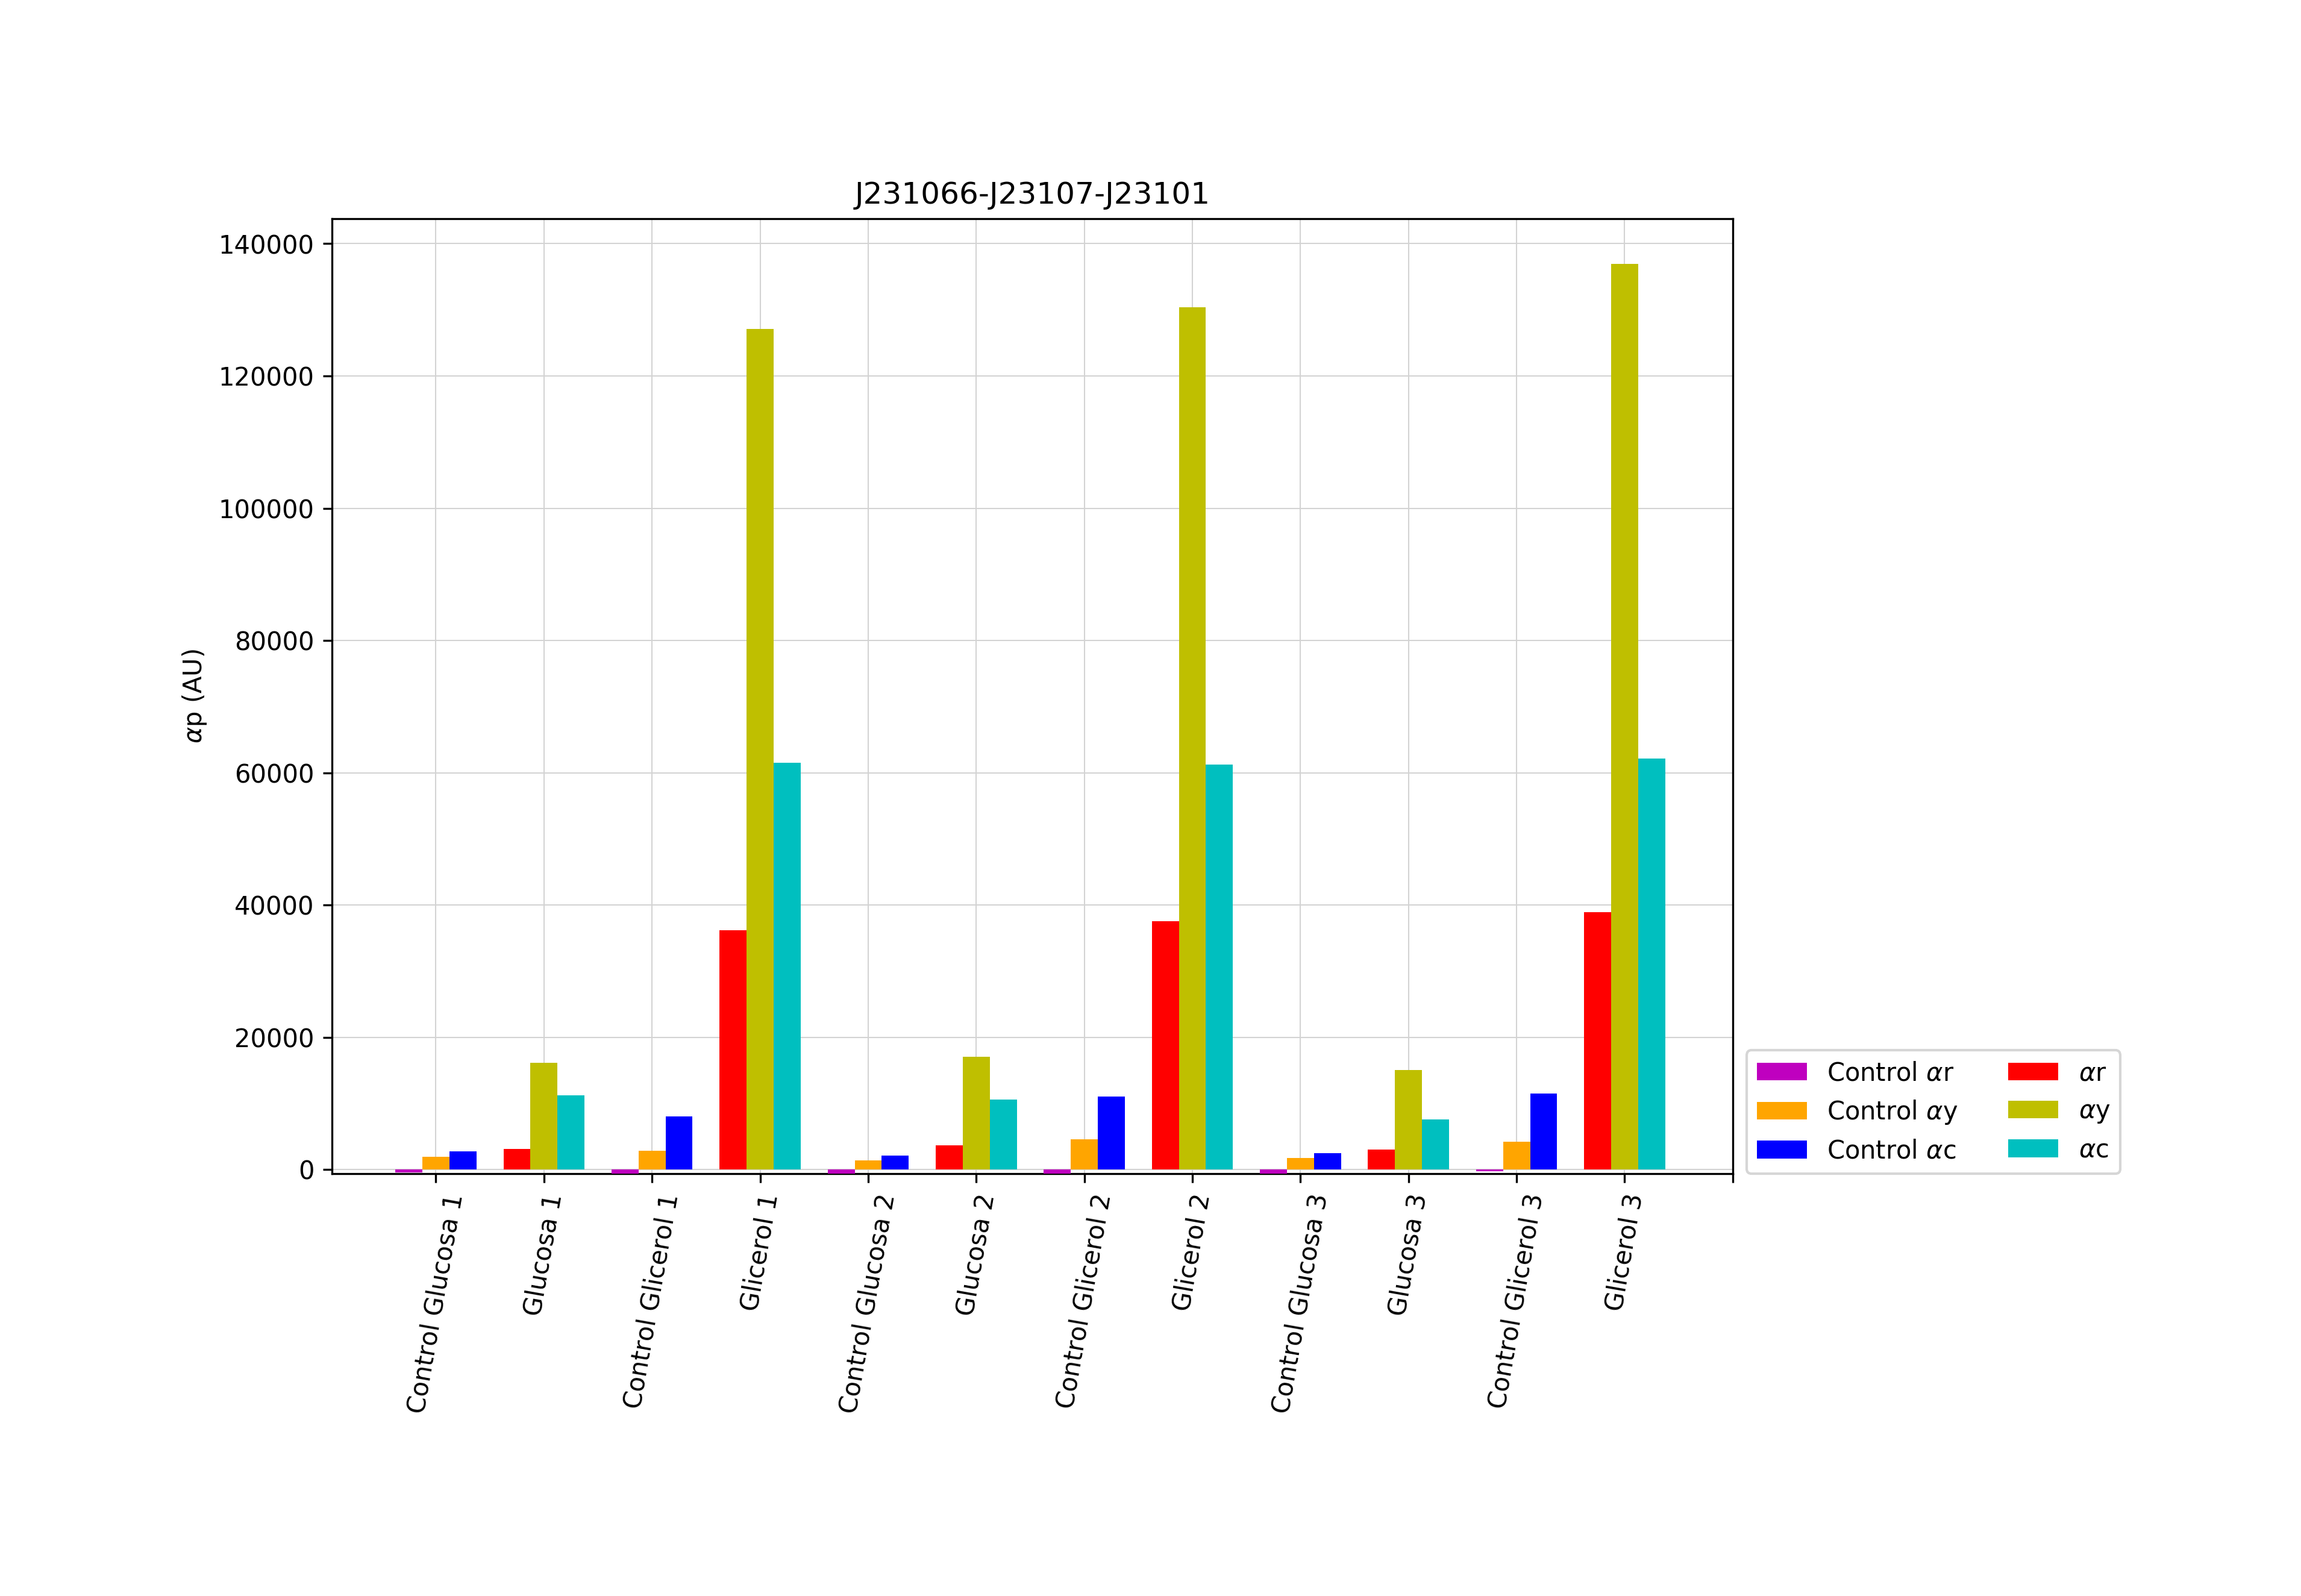 J231066-J23107-J23101
αp (AU)
140000
120000
100000
80000
60000
40000
20000
0
Control Glucosa 1
Glucosa 1
Control Glicerol 1
Glicerol 1
Control Glucosa 2
Glucosa 2
Control Glicerol 2
Glicerol 2
Control Glucosa 3
Glucosa 3
Control Glicerol 3
Glicerol 3
Control αr
Control αy
Control αc
αr
αy
αc